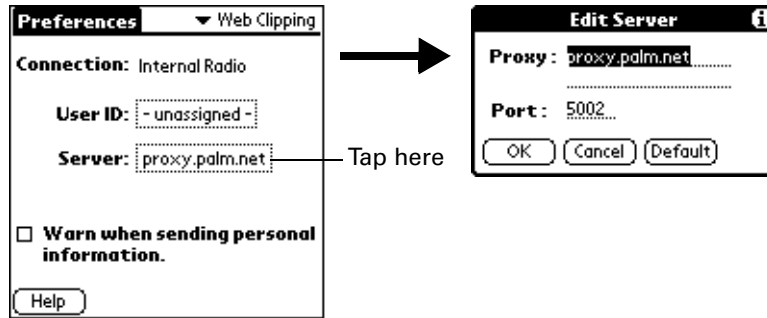 Preferences ▼ Web Clipping
Connection: Internal Radio
User ID: - unassigned -
Server: proxy.palm.net
Tap here
☐ Warn when sending personal
information.
Help
Edit Server i
Proxy: proxy.palm.net
Port: 5002
OK Cancel Default